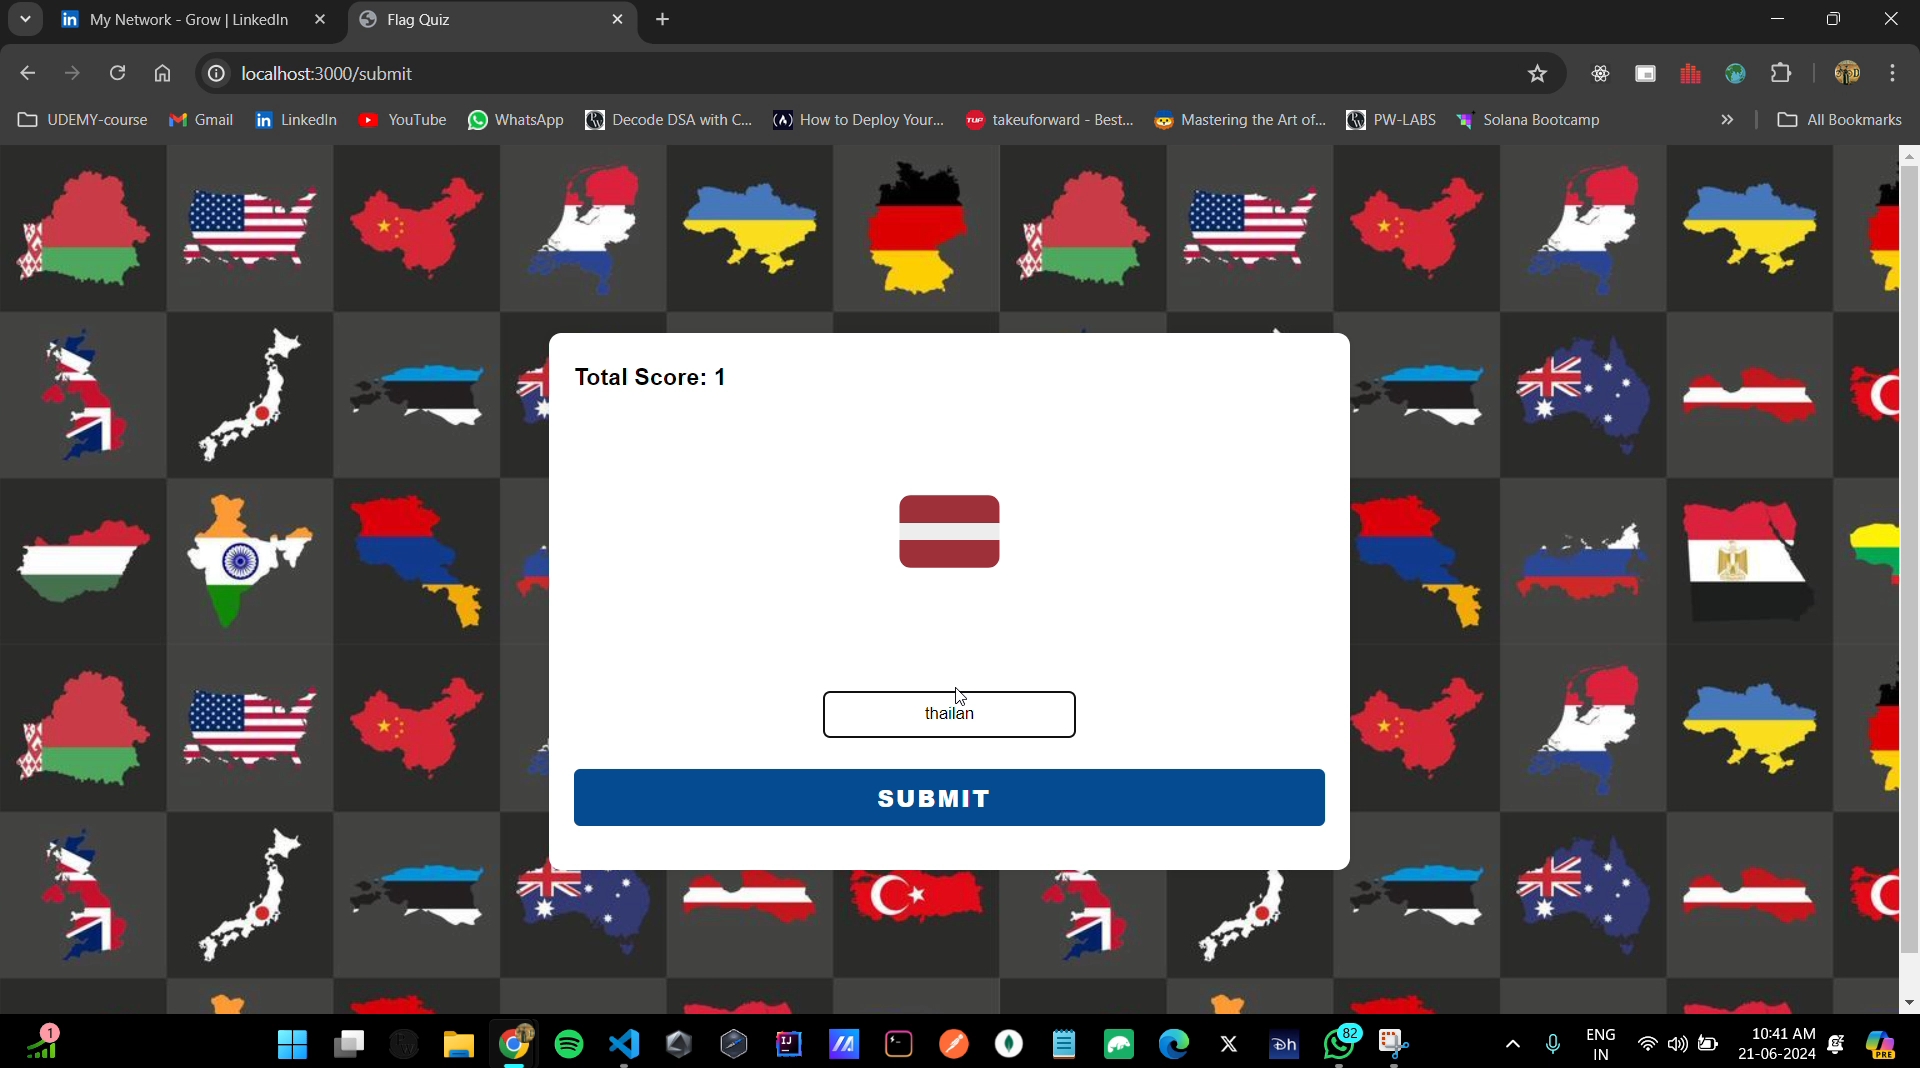 My Network - Grow | LinkedIn
Flag Quiz
localhost:3000/submit
UDEMY-course
Gmail
LinkedIn
YouTube
WhatsApp
Decode DSA with C...
How to Deploy Your...
takeuforward - Best...
Mastering the Art of...
PW-LABS
Solana Bootcamp
All Bookmarks
Total Score: 1
thailan
SUBMIT
1
82
ENG
IN
10:41 AM
21-06-2024
PRE